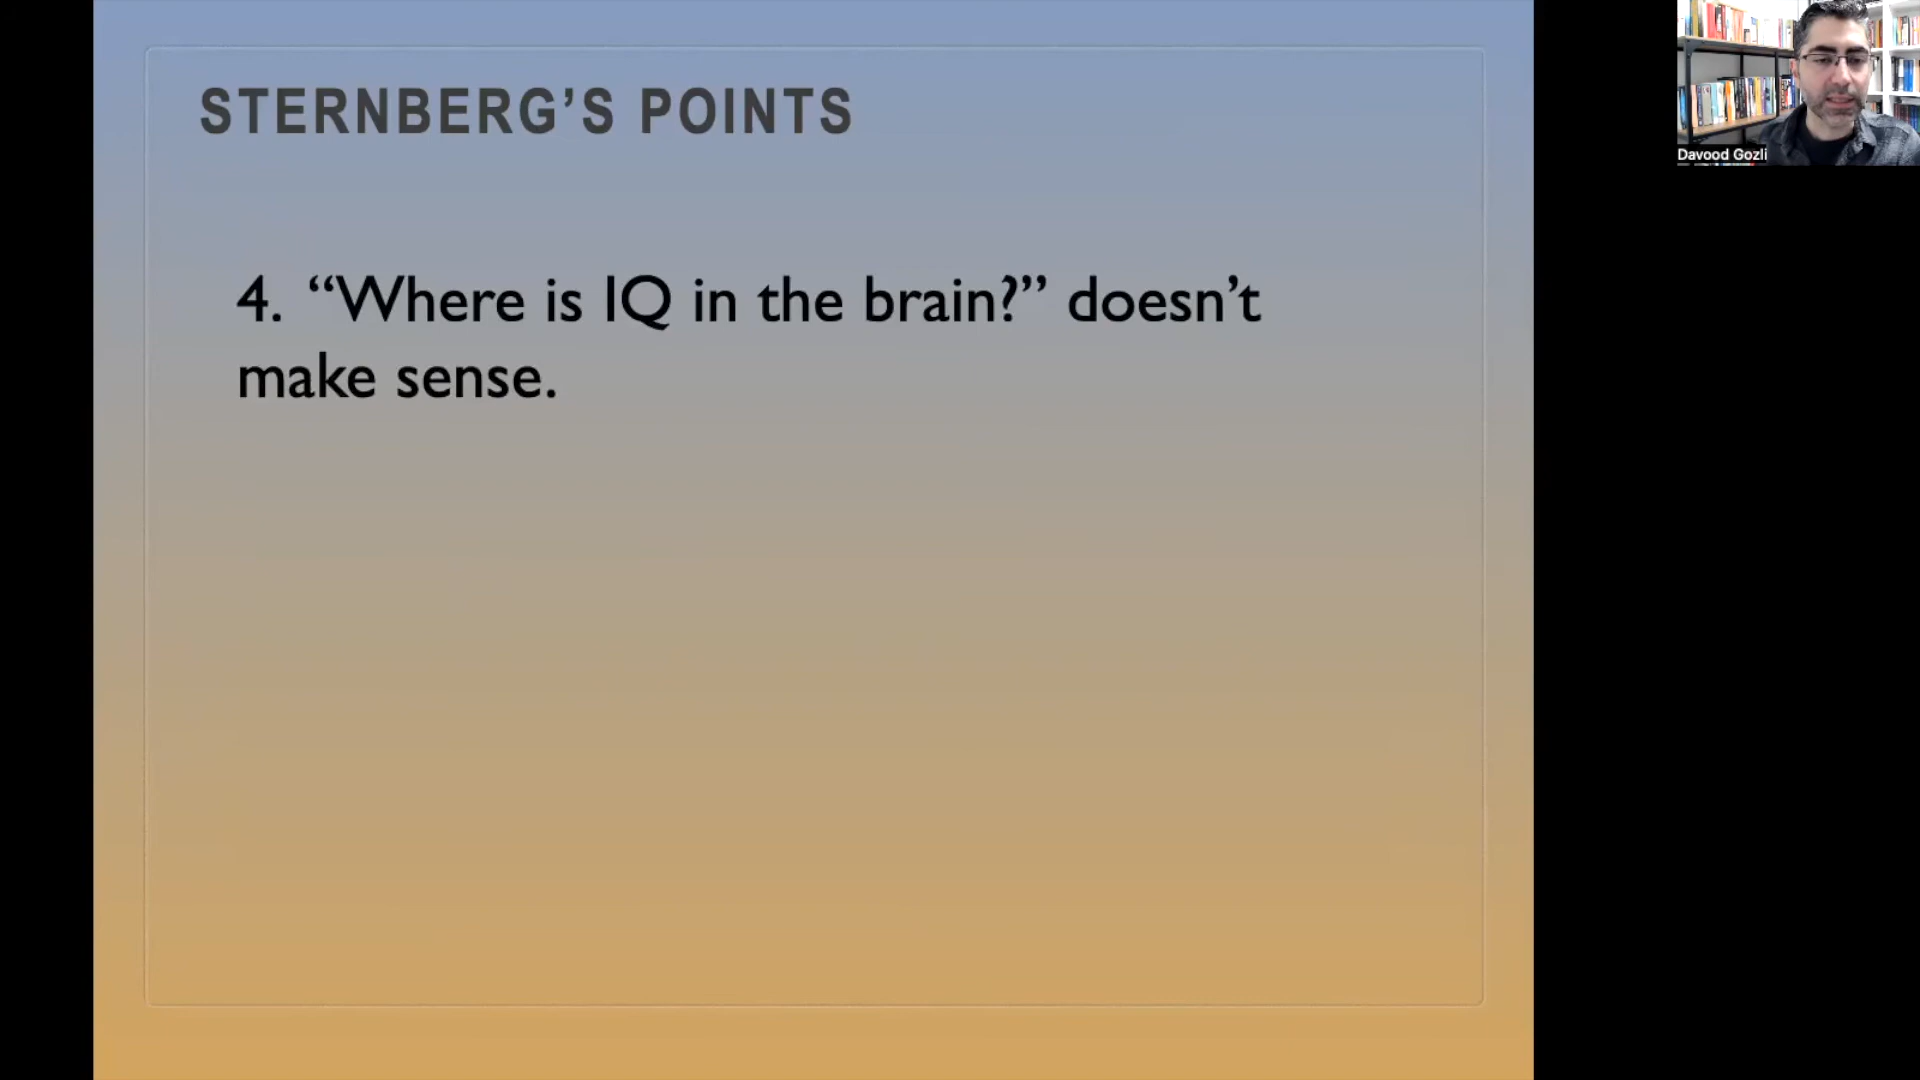 STERNBERG’S POINTS
4. “Where is IQ in the brain?” doesn’t
make sense.
Davood Gozli